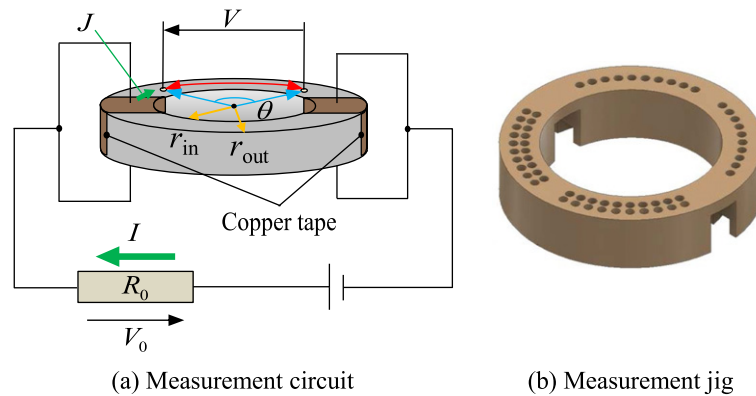 J
V
θ
r_in
r_out
Copper tape
I
R_0
V_0
(a) Measurement circuit
(b) Measurement jig